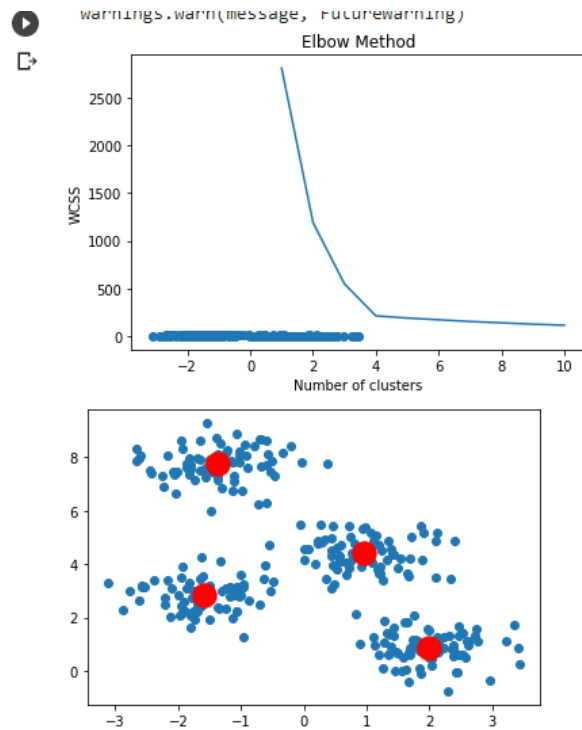 warnings.warn(message, FutureWarning)
Elbow Method
2500
2000
1500
1000
500
0
WCSS
−2 0 2 4 6 8 10
Number of clusters
8
6
4
2
0
−3 −2 −1 0 1 2 3